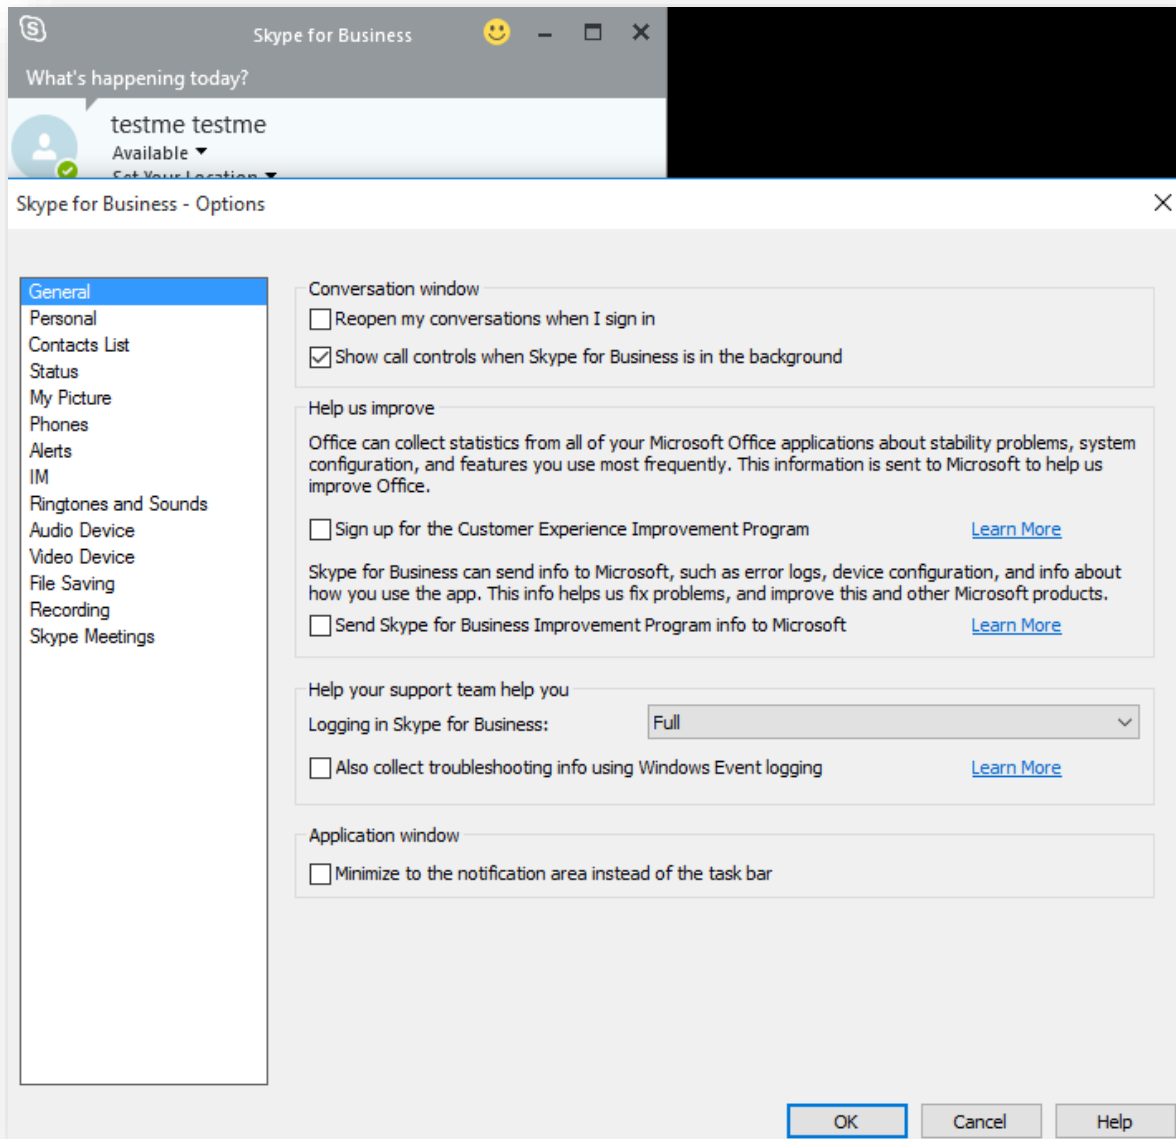 Skype for Business
What's happening today?
testme testme
Available
Set Your Location
Skype for Business - Options
General
Personal
Contacts List
Status
My Picture
Phones
Alerts
IM
Ringtones and Sounds
Audio Device
Video Device
File Saving
Recording
Skype Meetings
Conversation window
Reopen my conversations when I sign in
Show call controls when Skype for Business is in the background
Help us improve
Office can collect statistics from all of your Microsoft Office applications about stability problems, system
configuration, and features you use most frequently. This information is sent to Microsoft to help us
improve Office.
Sign up for the Customer Experience Improvement Program Learn More
Skype for Business can send info to Microsoft, such as error logs, device configuration, and info about
how you use the app. This info helps us fix problems, and improve this and other Microsoft products.
Send Skype for Business Improvement Program info to Microsoft Learn More
Help your support team help you
Logging in Skype for Business: Full
Also collect troubleshooting info using Windows Event logging Learn More
Application window
Minimize to the notification area instead of the task bar
OK Cancel Help